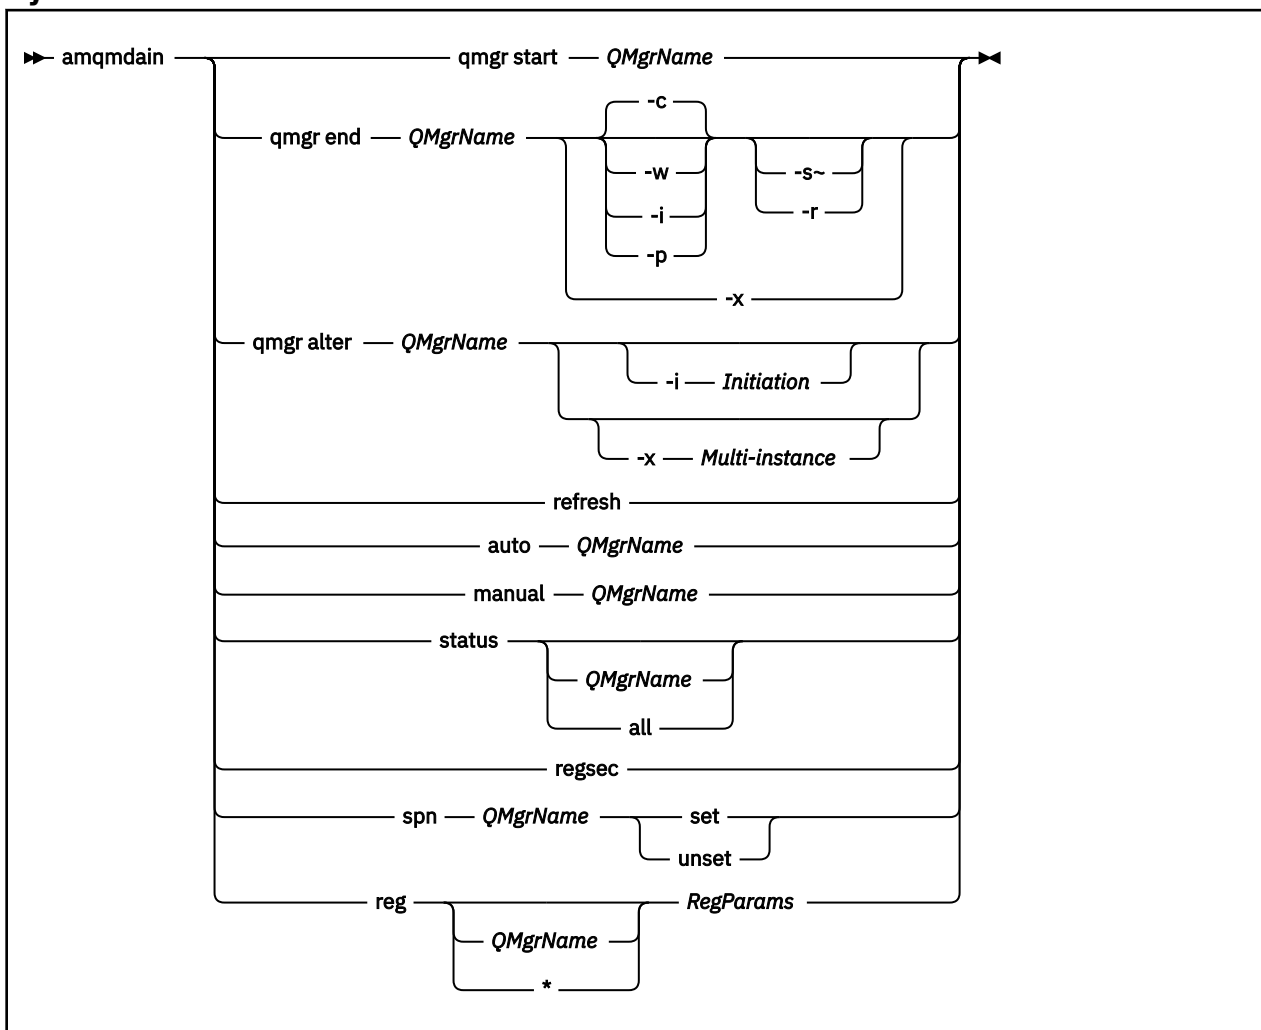 amqmdain qmgr start QMgrName
-c
qmgr end QMgrName
-w -s~
-i -r
-p
-x
qmgr alter QMgrName
-i Initiation
-x Multi-instance
refresh
auto QMgrName
manual QMgrName
status
QMgrName
all
regsec
spn QMgrName set
unset
reg RegParams
QMgrName
*